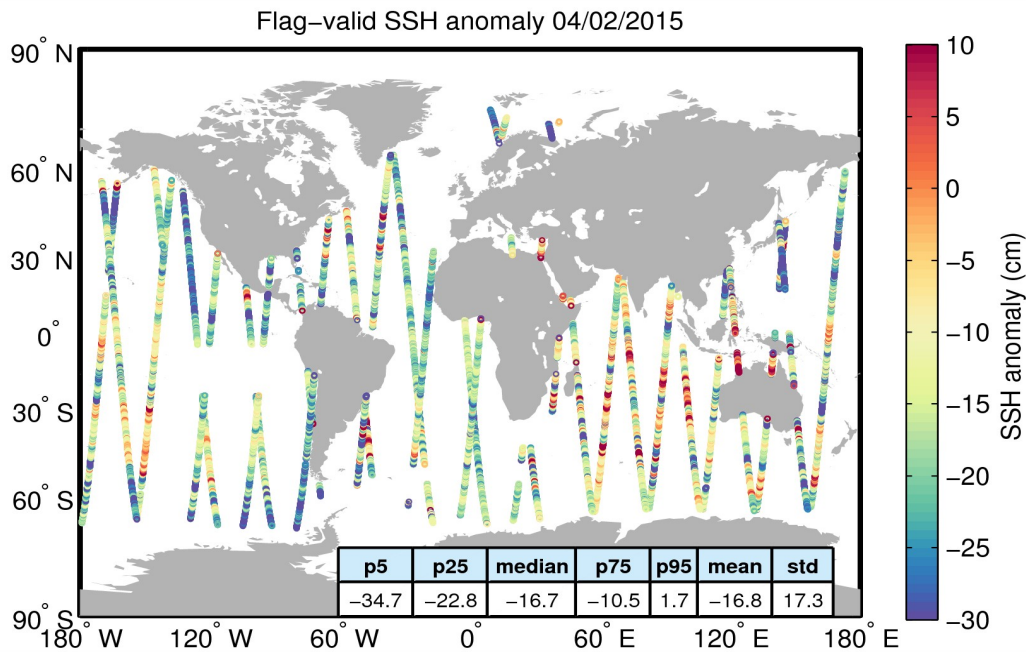 Flag−valid SSH anomaly 04/02/2015
90° N
60° N
30° N
0°
30° S
60° S
90° S
180° W 120° W 60° W 0° 60° E 120° E 180° E
p5 p25 median p75 p95 mean std
−34.7 −22.8 −16.7 −10.5 1.7 −16.8 17.3
10
5
0
−5
−10
−15
−20
−25
−30
SSH anomaly (cm)